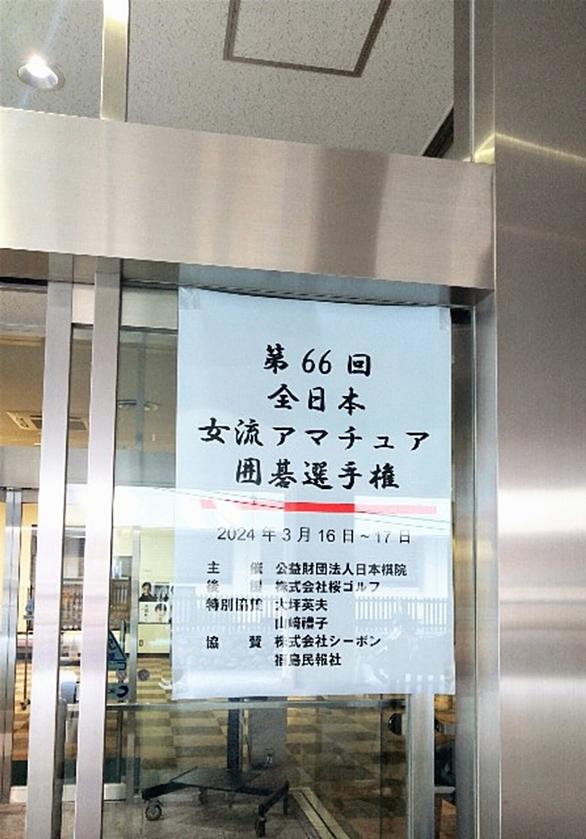 第66回
全日本
女流アマチュア
囲碁選手権
2024年3月16日~17日
主 催 公益財団法人日本棋院
後 援 株式会社桜ゴルフ
特別協賛 大坪英夫
山﨑禮子
協 賛 株式会社シーボン
福島民報社